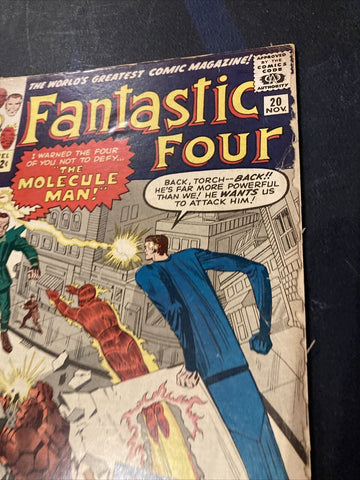 THE WORLD'S GREATEST COMIC MAGAZINE!
APPROVED
BY THE
COMICS
CODE
AUTHORITY
Fantastic
FOUR
20
NOV.
I WARNED THE FOUR
OF YOU NOT TO DEFY...
THE
MOLECULE
MAN!"
BACK, TORCH--BACK!!
HE'S FAR MORE POWERFUL
THAN WE! HE WANTS US
TO ATTACK HIM!